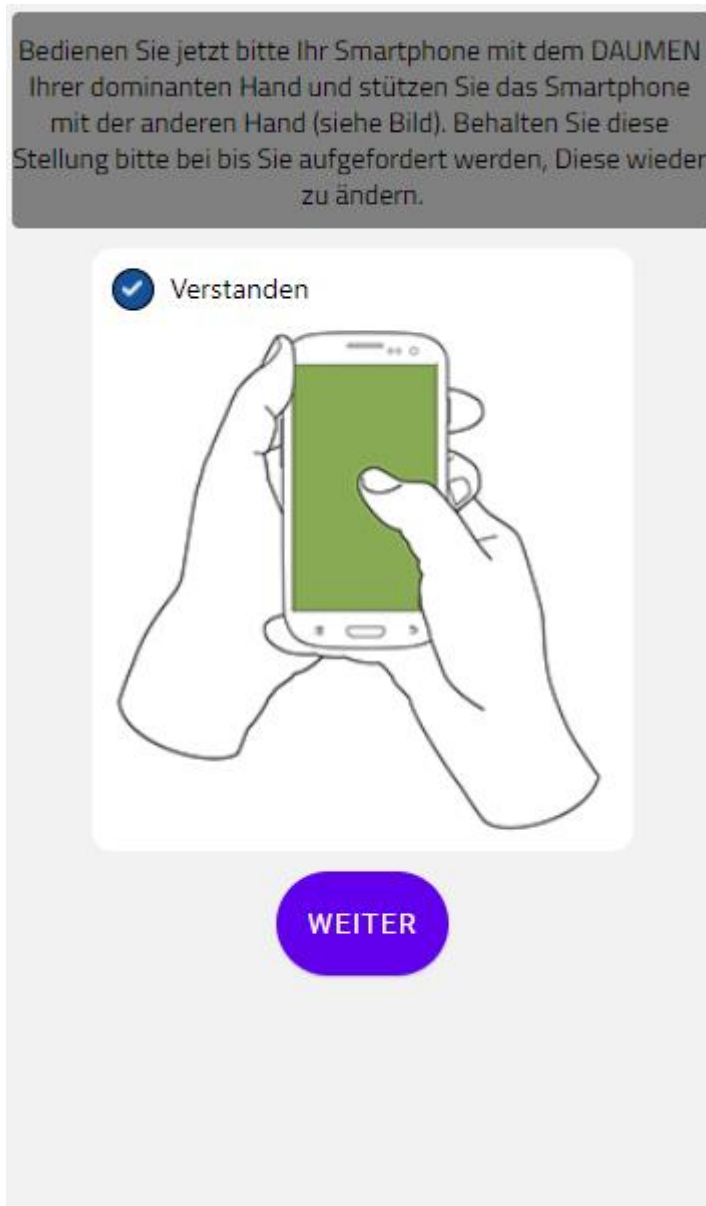 Bedienen Sie jetzt bitte Ihr Smartphone mit dem DAUMEN
Ihrer dominanten Hand und stützen Sie das Smartphone
mit der anderen Hand (siehe Bild). Behalten Sie diese
Stellung bitte bei bis Sie aufgefordert werden, Diese wieder
zu ändern.
Verstanden
WEITER